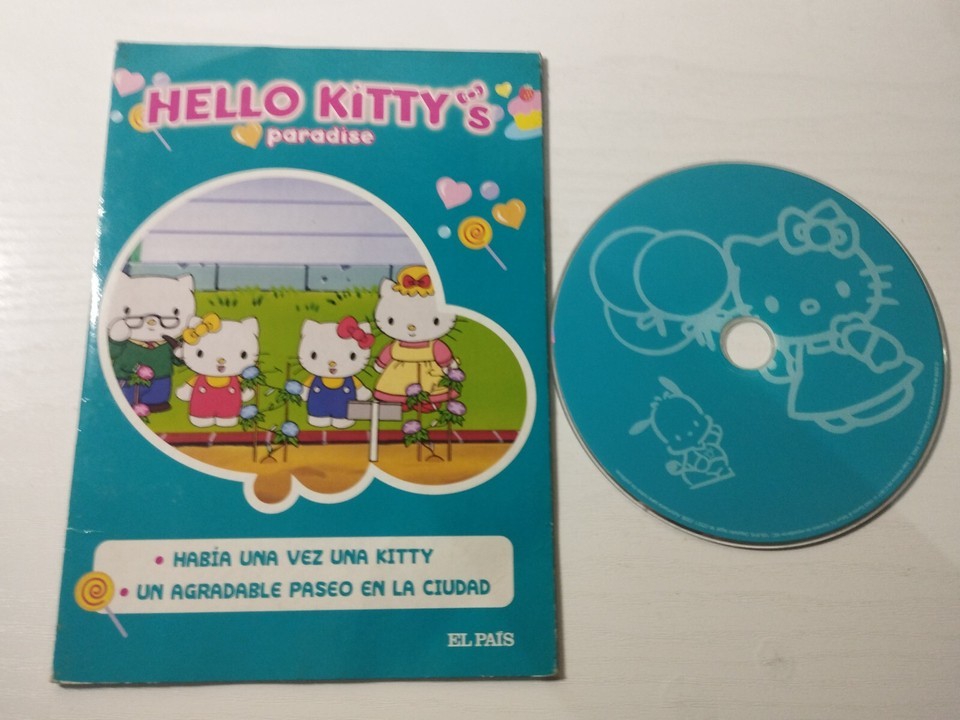 HELLO KiTTY's
paradise
• HABÍA UNA VEZ UNA KITTY
• UN AGRADABLE PASEO EN LA CIUDAD
EL PAÍS